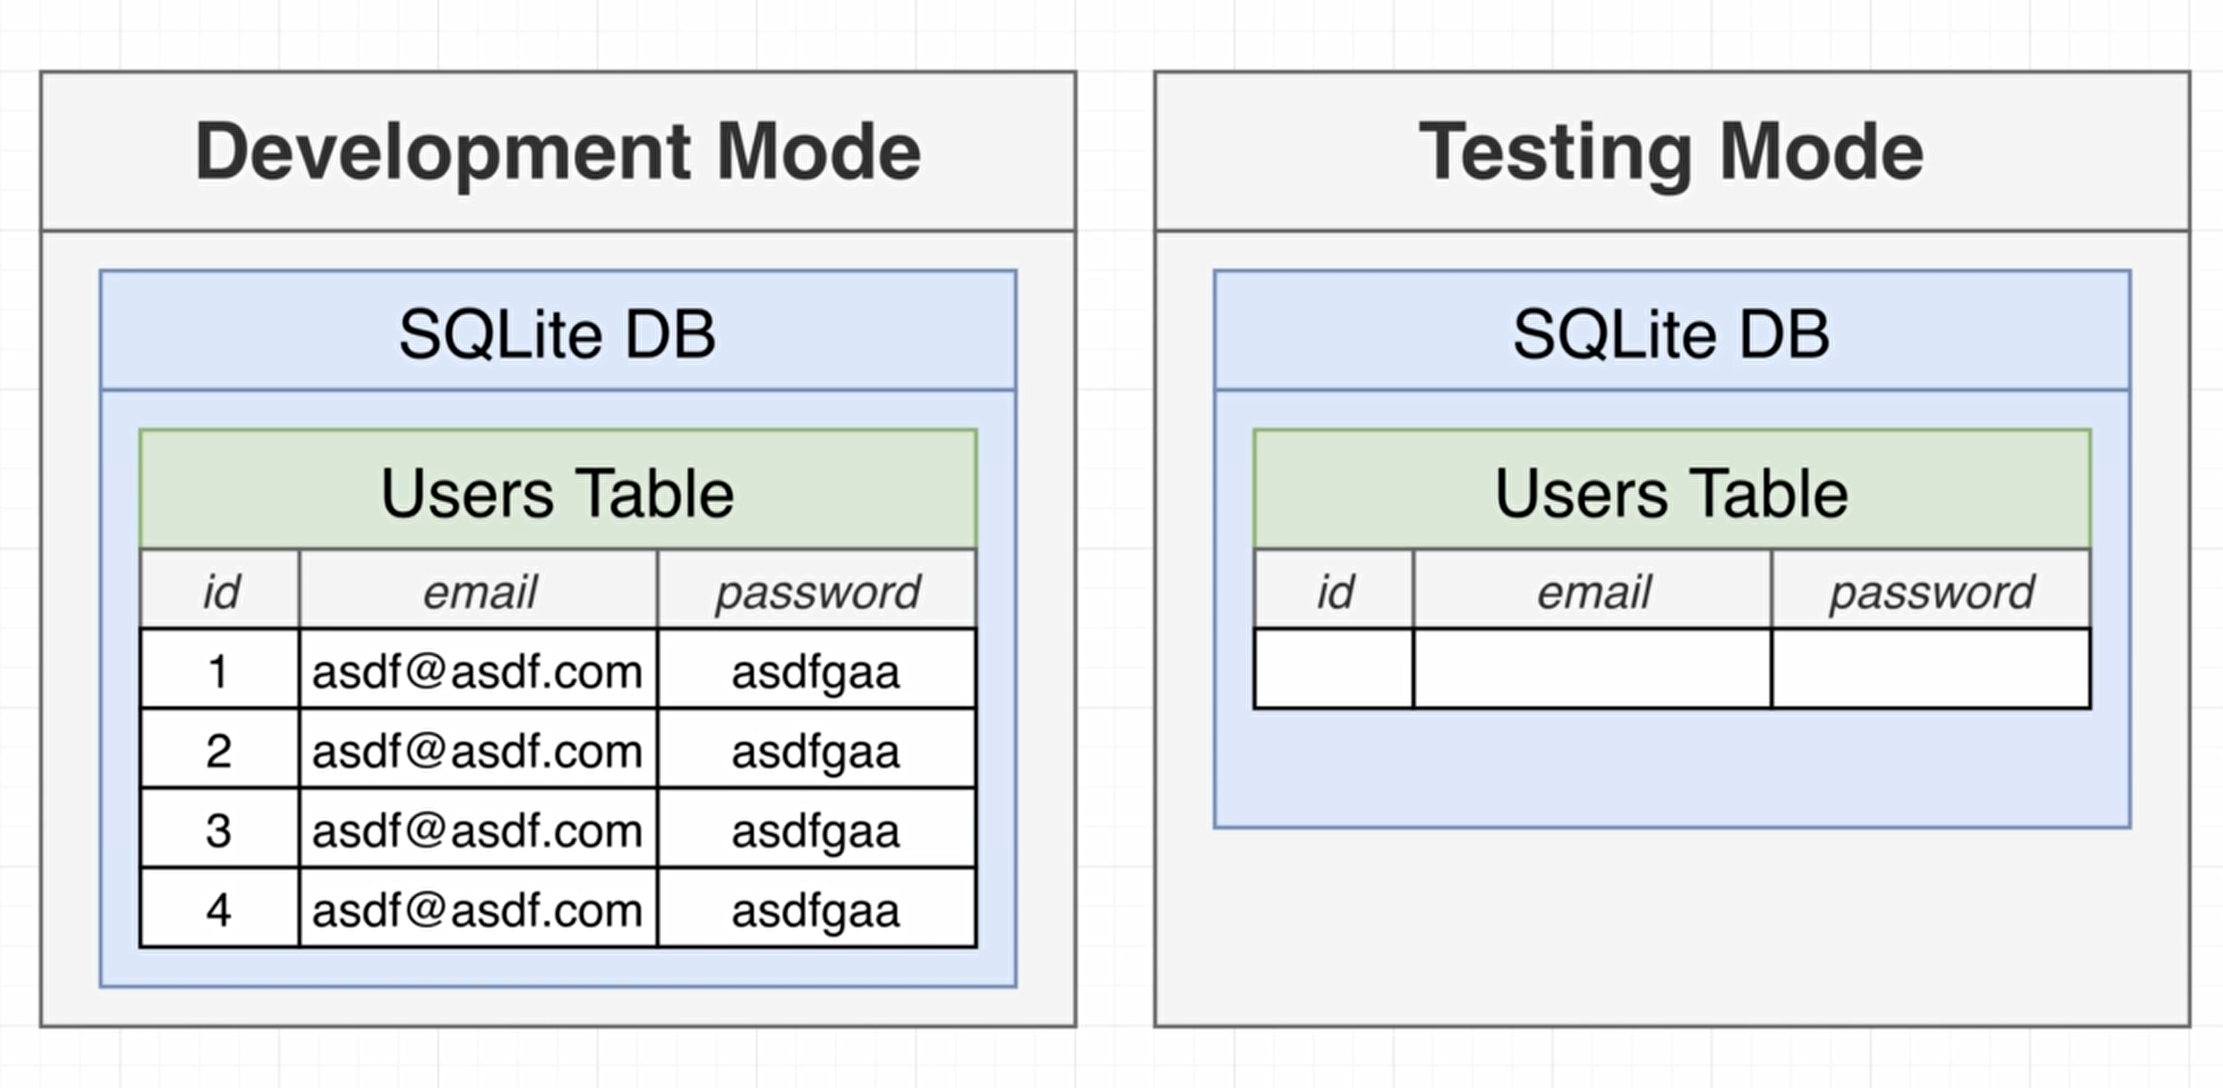 Development Mode
SQLite DB
Users Table
id email password
1 asdf@asdf.com asdfgaa
2 asdf@asdf.com asdfgaa
3 asdf@asdf.com asdfgaa
4 asdf@asdf.com asdfgaa
Testing Mode
SQLite DB
Users Table
id email password